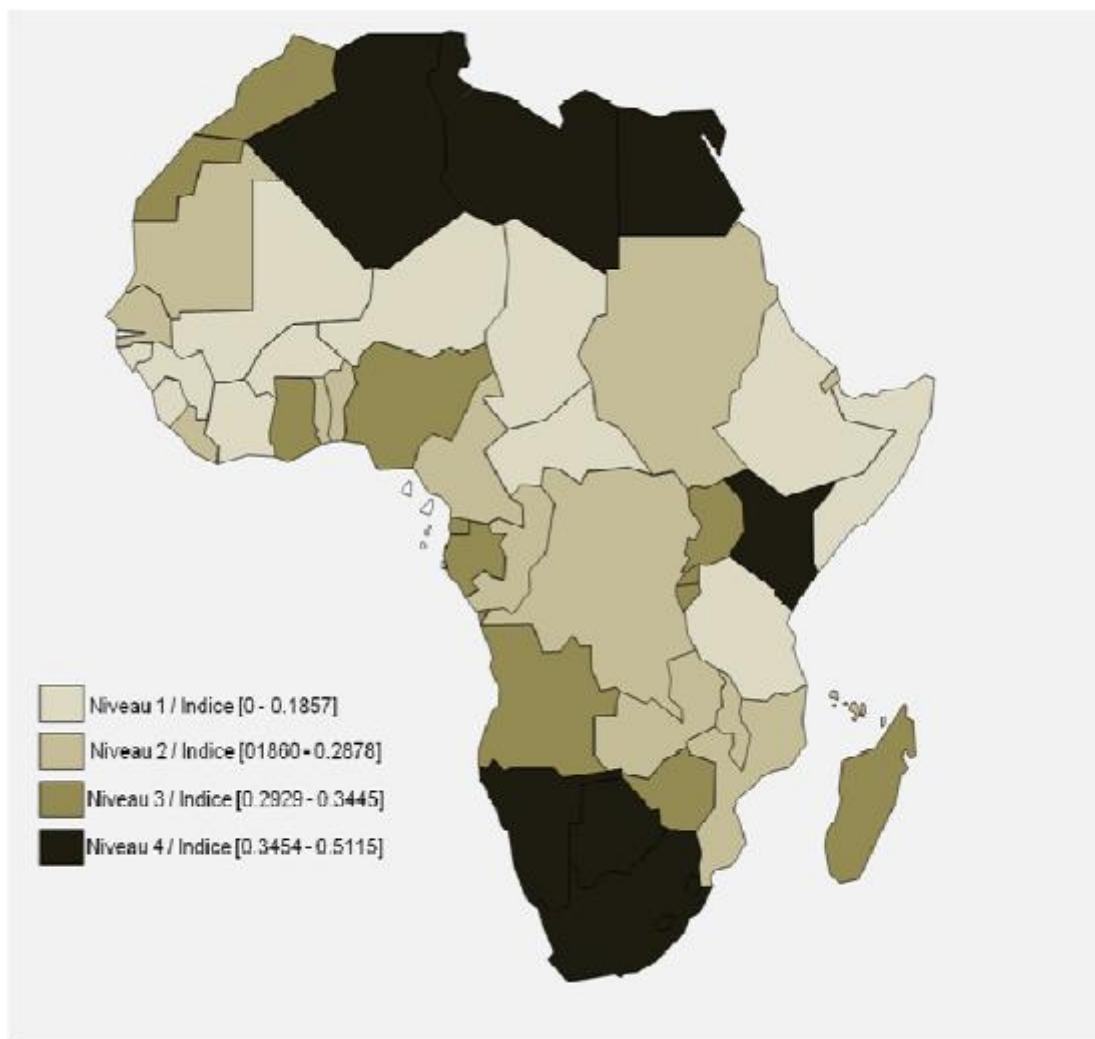 Niveau 1 / Indice [0 - 0.1857]
Niveau 2 / Indice [01860 - 0.2878]
Niveau 3 / Indice [0.2929 - 0.3445]
Niveau 4 / Indice [0.3454 - 0.5115]